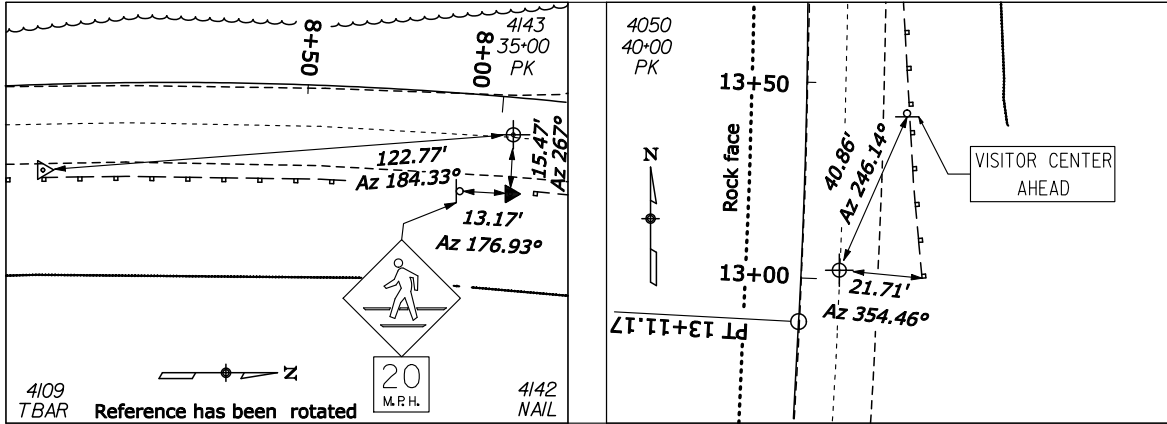 8+50
4143
35+00
PK
8+00
122.77'
Az 184.33°
15.47'
Az 267°
13.17'
Az 176.93°
N
20
M.P.H.
4109
TBAR
Reference has been rotated
4142
NAIL
4050
40+00
PK
13+50
Rock face
N
40.86'
Az 246.14°
VISITOR CENTER
AHEAD
13+00
21.71'
Az 354.46°
PT 13+11.17